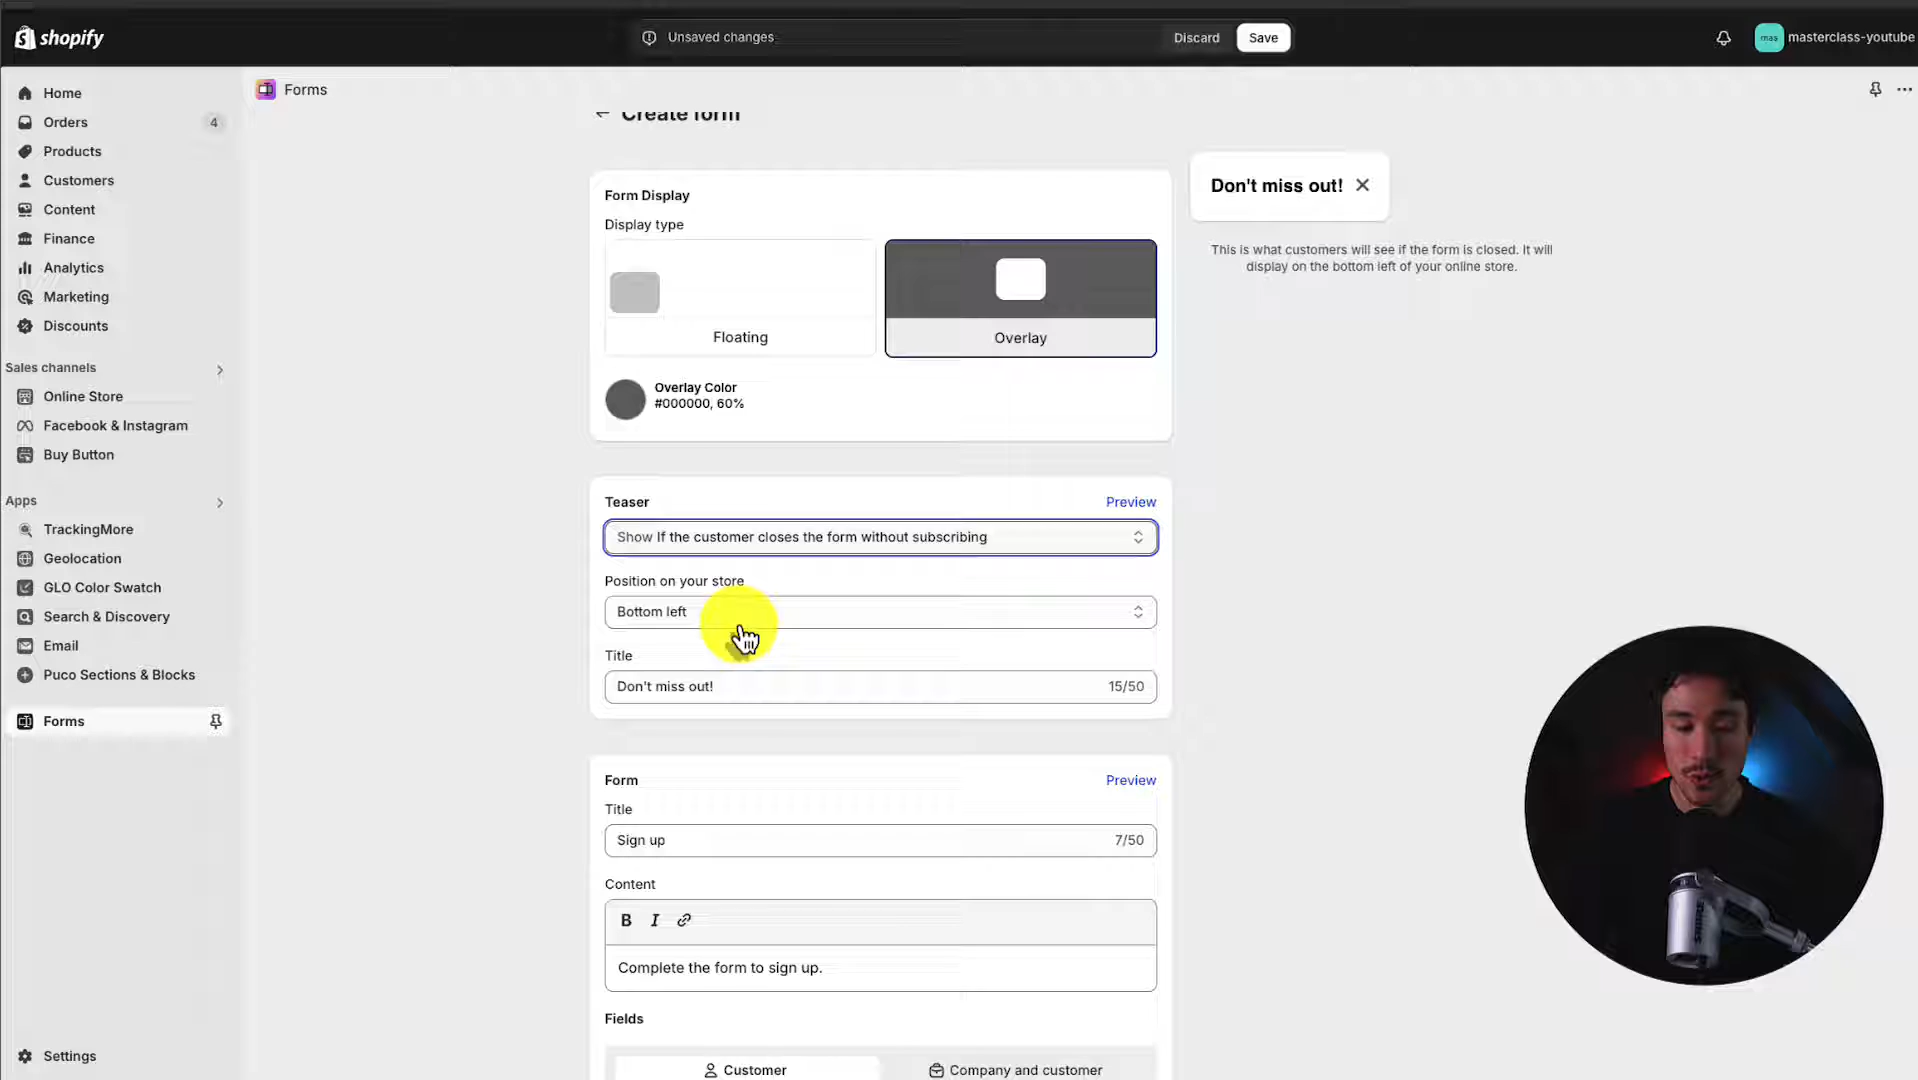 shopify
Unsaved changes
Discard
Save
mas
masterclass-youtube
Home
Orders
4
Products
Customers
Content
Finance
Analytics
Marketing
Discounts
Sales channels
Online Store
Facebook & Instagram
Buy Button
Apps
TrackingMore
Geolocation
GLO Color Swatch
Search & Discovery
Email
Puco Sections & Blocks
Forms
Settings
Forms
Create form
Form Display
Display type
Floating
Overlay
Overlay Color
#000000, 60%
Teaser
Preview
Show If the customer closes the form without subscribing
Position on your store
Bottom left
Title
Don't miss out!
15/50
Form
Preview
Title
Sign up
7/50
Content
B I
Complete the form to sign up.
Fields
Customer
Company and customer
Don't miss out!
This is what customers will see if the form is closed. It will
display on the bottom left of your online store.
SHURE